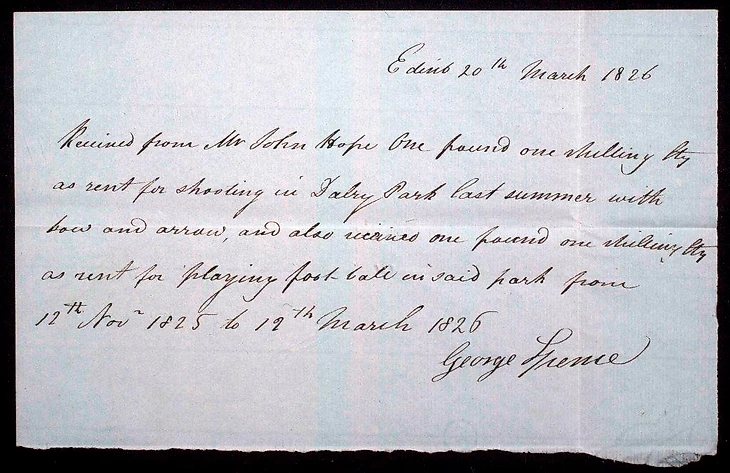 Edinb 20th March 1826
Received from Mr John Hope One pound one shilling Stg
as rent for shooting in Dalry Park last summer with
bow and arrow, and also received one pound one shilling Stg
as rent for playing foot-ball in said park from
12th Novr 1825 to 12th March 1826
George Spence